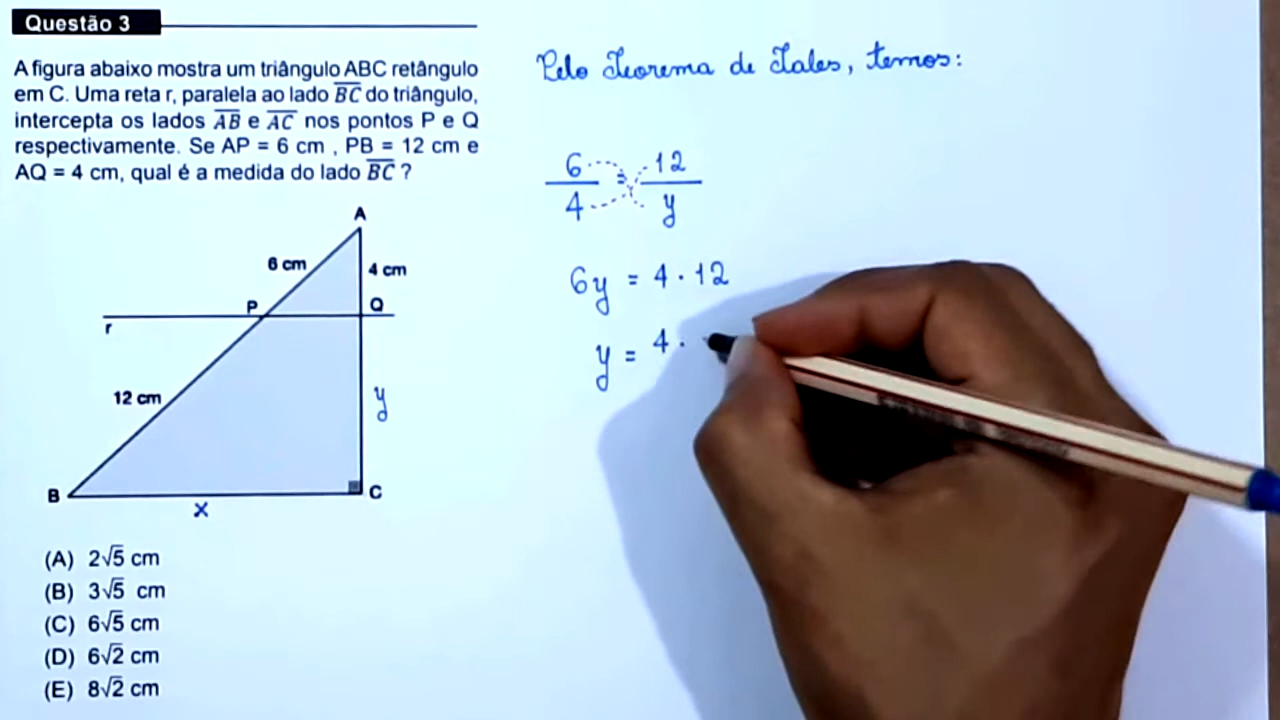 Questão 3
A figura abaixo mostra um triângulo ABC retângulo
em C. Uma reta r, paralela ao lado BC do triângulo,
intercepta os lados AB e AC nos pontos P e Q
respectivamente. Se AP = 6 cm , PB = 12 cm e
AQ = 4 cm, qual é a medida do lado BC ?
A
6 cm
4 cm
P
Q
r
12 cm
y
B
C
x
(A) 2√5 cm
(B) 3√5 cm
(C) 6√5 cm
(D) 6√2 cm
(E) 8√2 cm
Pelo Teorema de Tales, temos:
6 = 12
4 y
6y = 4 · 12
y = 4 ·